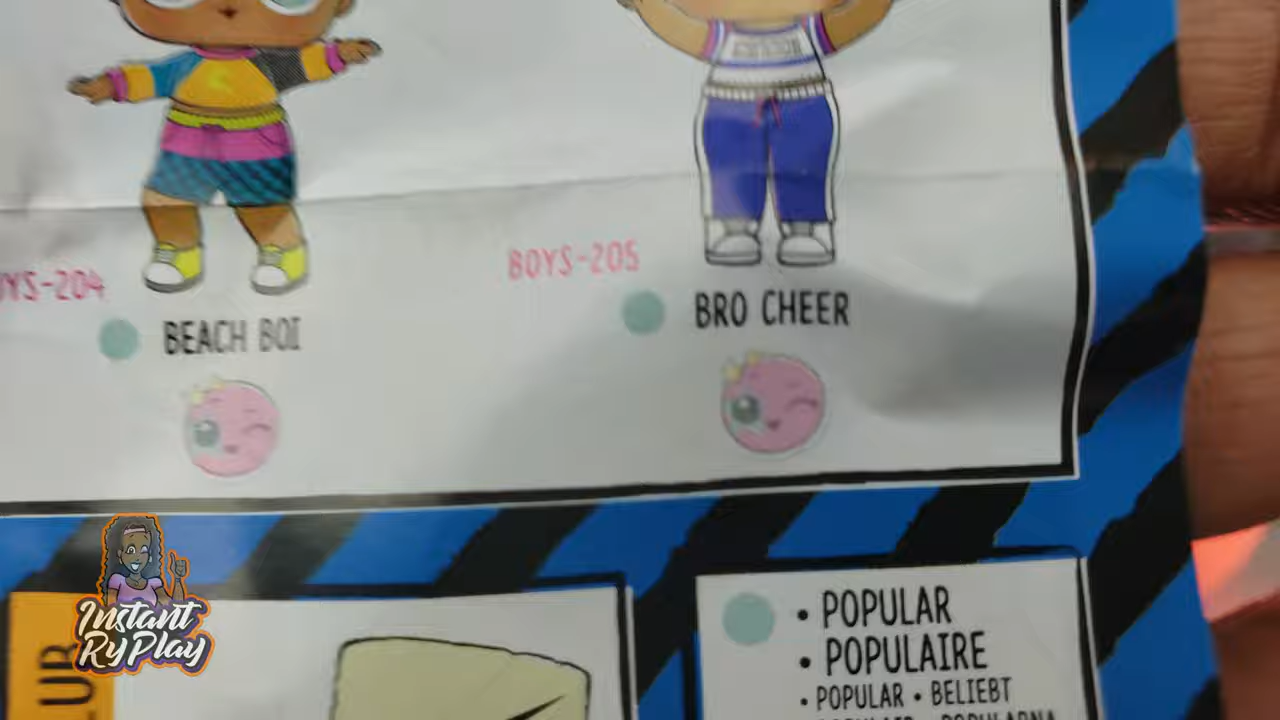 BOYS-205
YS-204
BRO CHEER
BEACH BOI
• POPULAR
• POPULAIRE
• POPULAR • BELIEBT
Instant
RyPlay